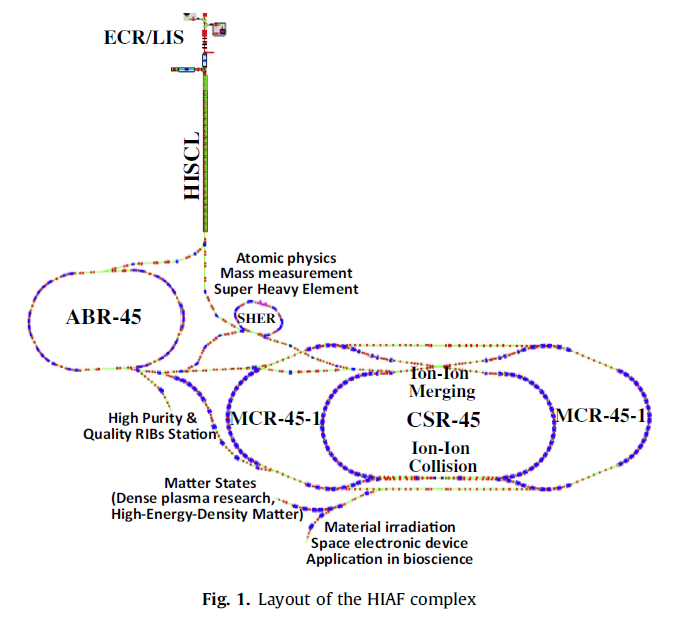 ECR/LIS
HISCL
Atomic physics
Mass measurement
Super Heavy Element
SHER
ABR-45
Ion-Ion
Merging
MCR-45-1
CSR-45
MCR-45-1
High Purity &
Quality RIBs Station
Ion-Ion
Collision
Matter States
(Dense plasma research,
High-Energy-Density Matter)
Material irradiation
Space electronic device
Application in bioscience
Fig. 1. Layout of the HIAF complex